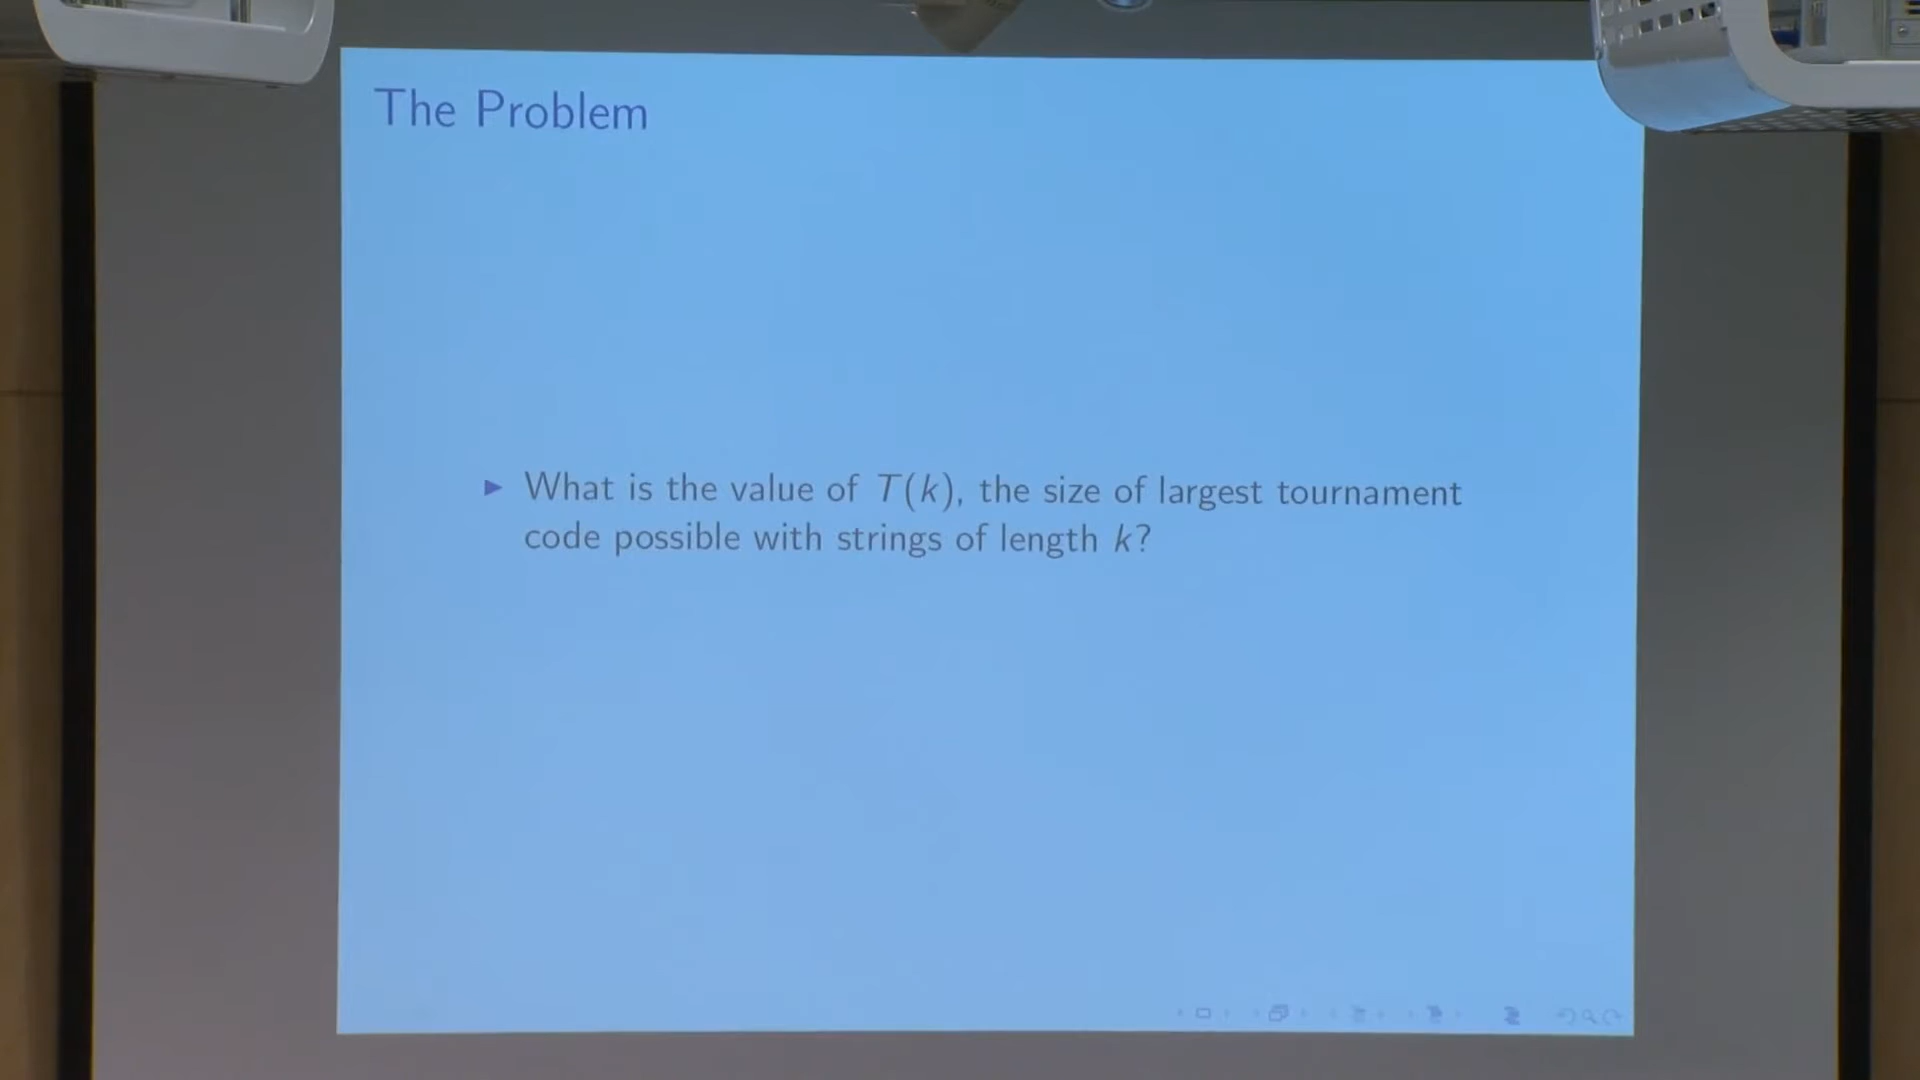 The Problem
▶ What is the value of T(k), the size of largest tournament
code possible with strings of length k?